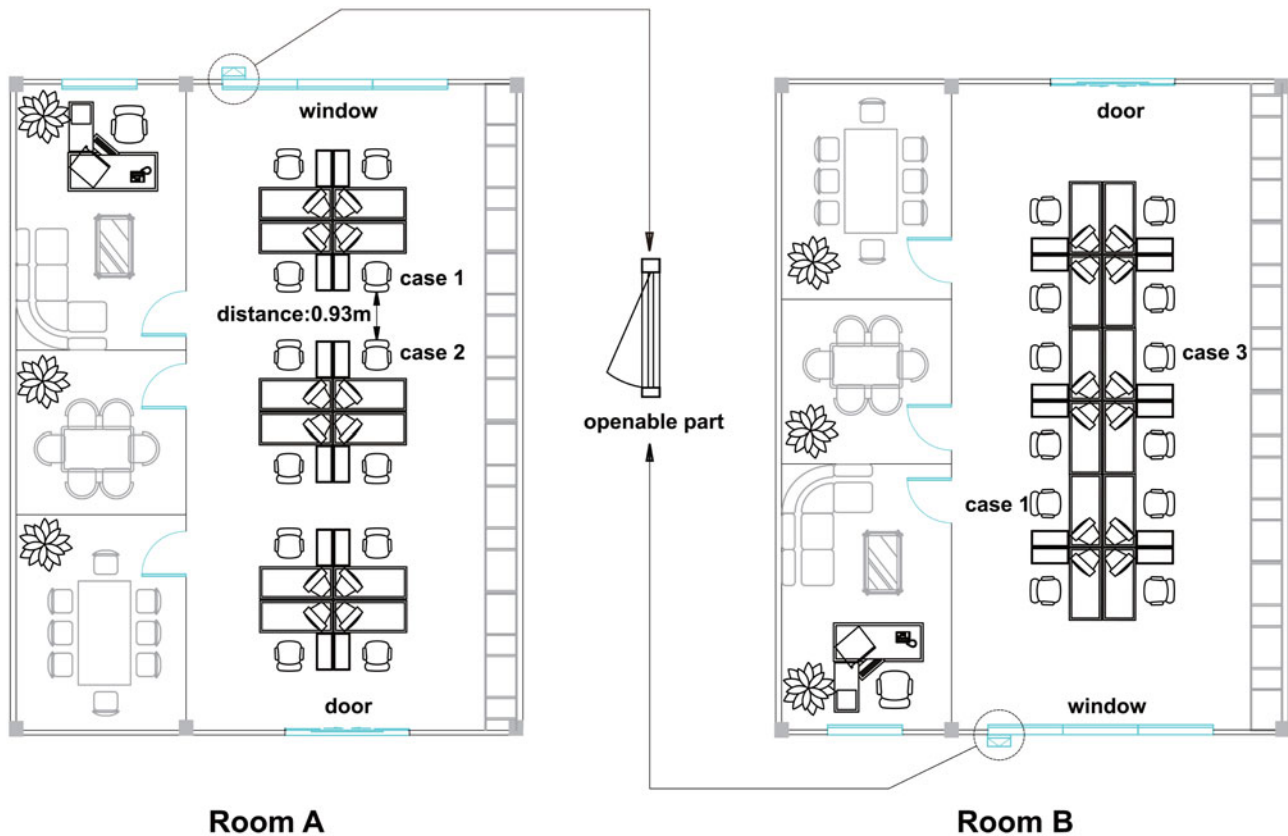 window
case 1
distance:0.93m
case 2
door
Room A
openable part
door
case 3
case 1
window
Room B